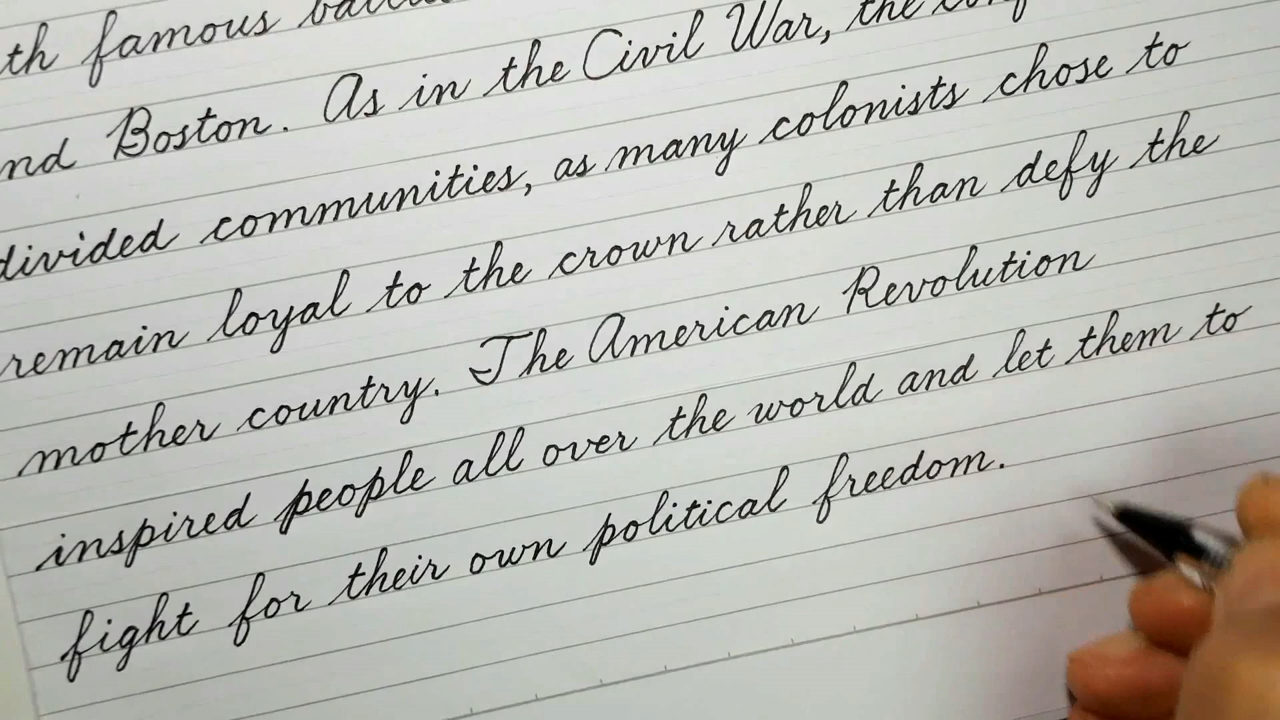 th famous
nd Boston. As in the Civil War, the
divided communities, as many colonists chose to
remain loyal to the crown rather than defy the
mother country. The American Revolution
inspired people all over the world and let them to
fight for their own political freedom.